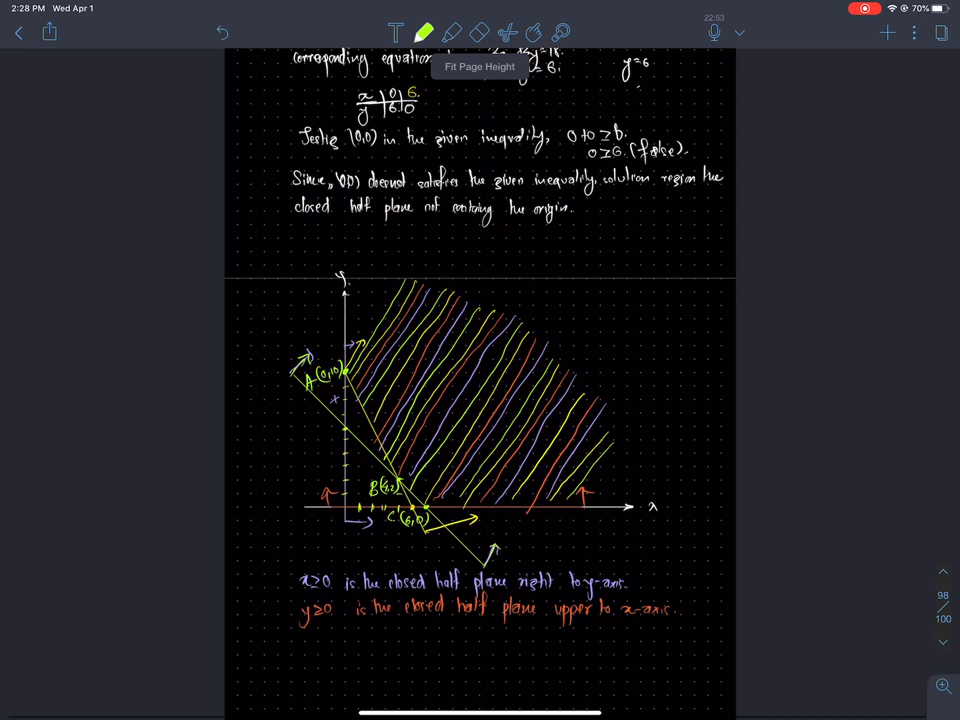 2:28 PM Wed Apr 1
70%
22:53
Fit Page Height
corresponding equation
y=6
x 0 6
y 6 0
Testing (0,0) in the given inequality, 0 to ≥ 6.
0≥6. (false).
Since, (0,0) doesnot satisfies the given inequality, solution region the
closed half plane not containing the origin.
y
A(0,10)
B(4,2)
C(6,0)
x
x≥0 is the closed half plane right to y-axis.
y≥0 is the closed half plane upper to x-axis.
98
/
100